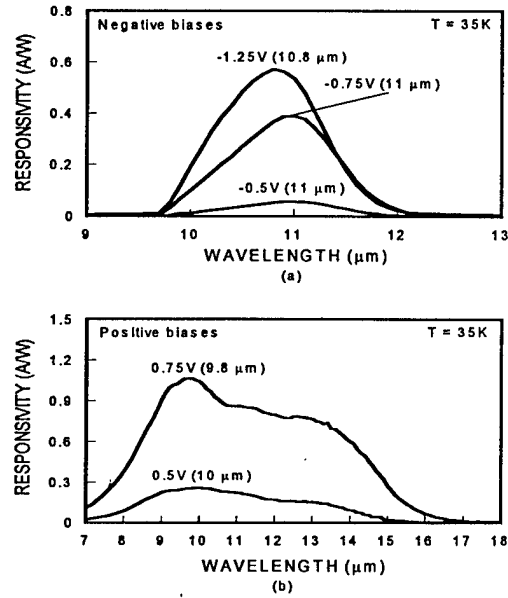 Negative biases T = 35K
-1.25V (10.8 μm)
-0.75V (11 μm)
-0.5V (11 μm)
RESPONSIVITY (A/W)
0.8
0.6
0.4
0.2
0
9 10 11 12 13
WAVELENGTH (μm)
(a)
Positive biases T = 35K
0.75V (9.8 μm)
0.5V (10 μm)
RESPONSIVITY (A/W)
1.5
1.2
0.9
0.6
0.3
0
7 8 9 10 11 12 13 14 15 16 17 18
WAVELENGTH (μm)
(b)